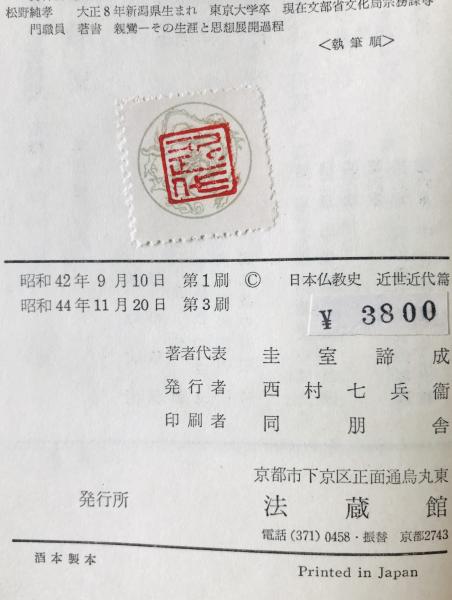 松野純孝　大正8年新潟県生まれ　東京大学卒　現在文部省文化局宗務課専
門職員　著書　親鸞―その生涯と思想展開過程
＜執筆順＞
昭和42年9月10日　第1刷　©　日本仏教史　近世近代篇
昭和44年11月20日　第3刷
¥ 3800
著者代表　圭室諦成
発行者　西村七兵衞
印刷者　同朋舎
京都市下京区正面通烏丸東
発行所　法蔵館
電話(371)0458・振替　京都2743
酒本製本
Printed in Japan